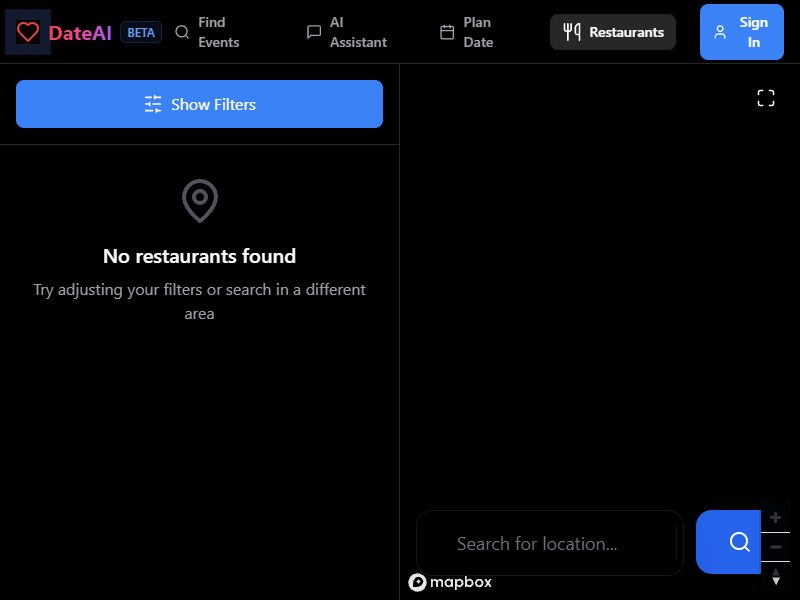 DateAI
BETA
Find
Events
AI
Assistant
Plan
Date
Restaurants
Sign
In
Show Filters
No restaurants found
Try adjusting your filters or search in a different
area
Search for location...
mapbox